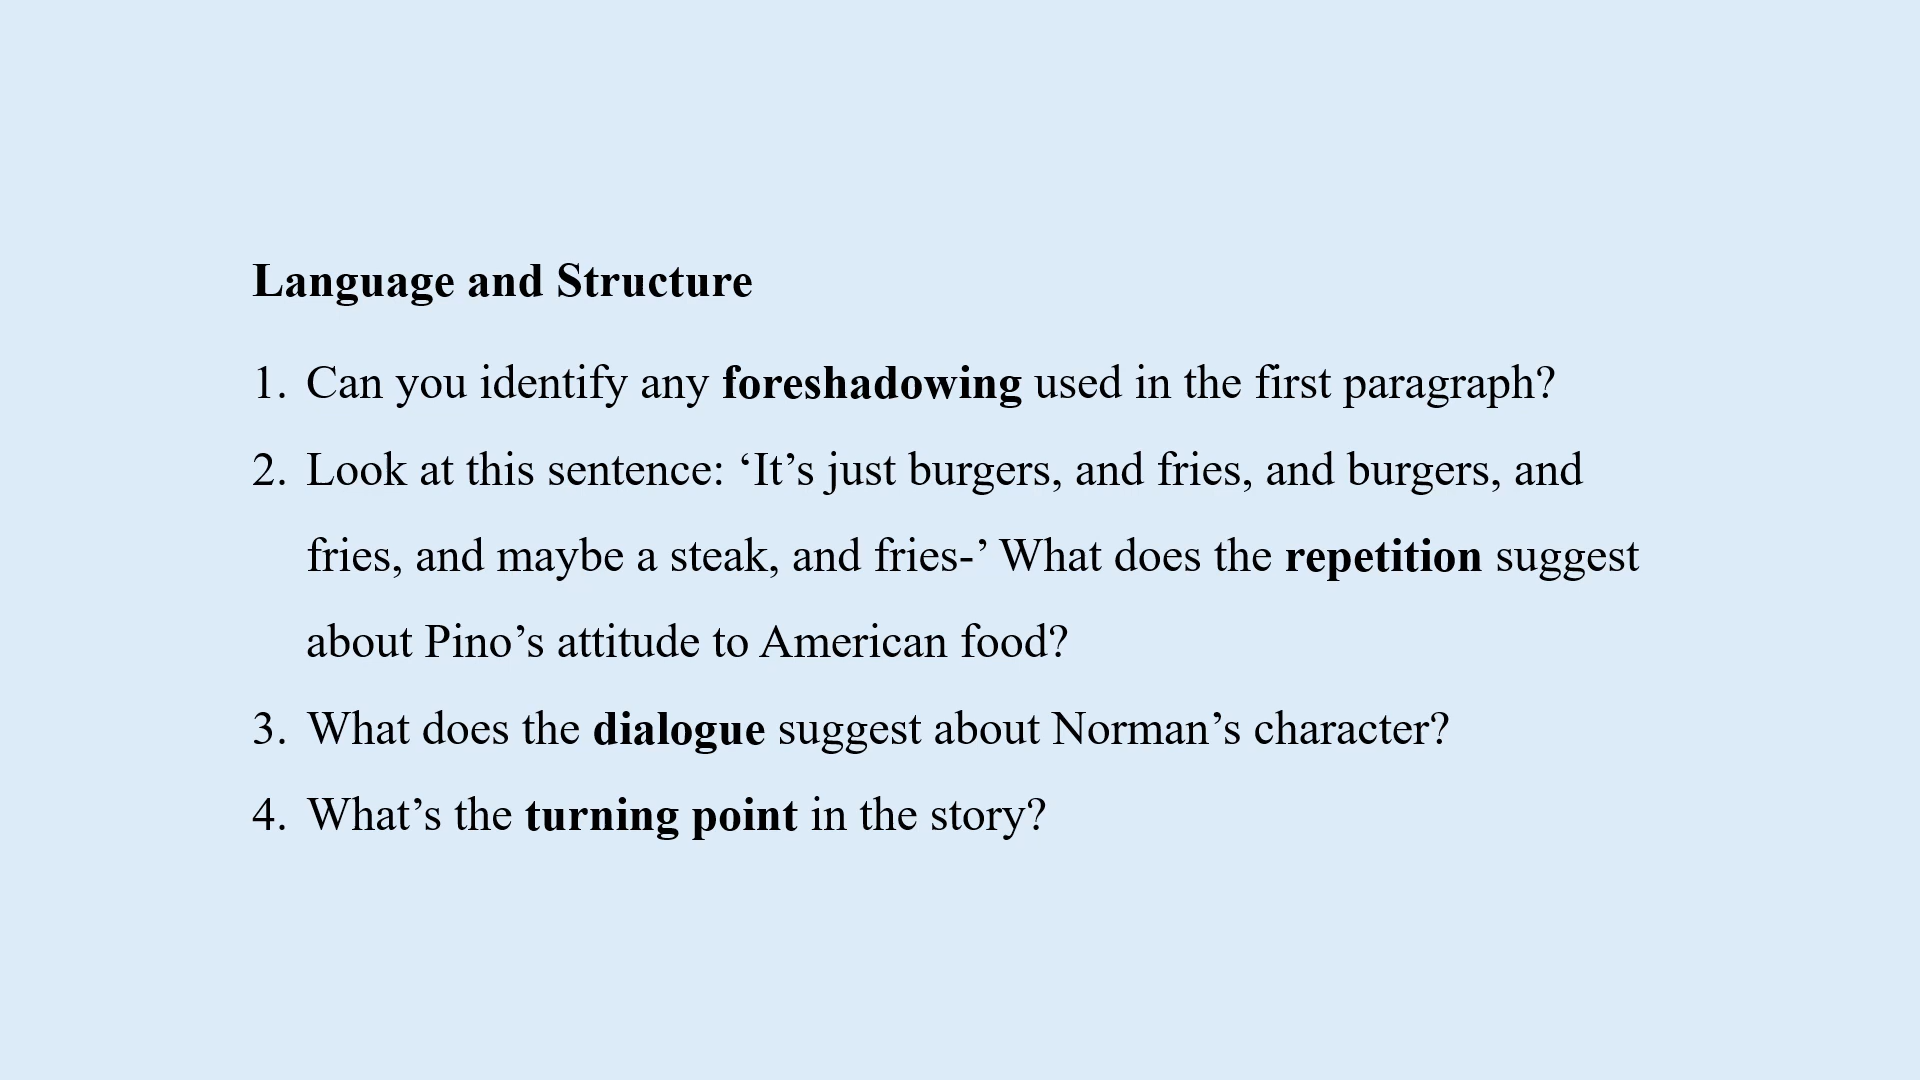 Language and Structure
1. Can you identify any foreshadowing used in the first paragraph?
2. Look at this sentence: ‘It’s just burgers, and fries, and burgers, and
fries, and maybe a steak, and fries-’ What does the repetition suggest
about Pino’s attitude to American food?
3. What does the dialogue suggest about Norman’s character?
4. What’s the turning point in the story?